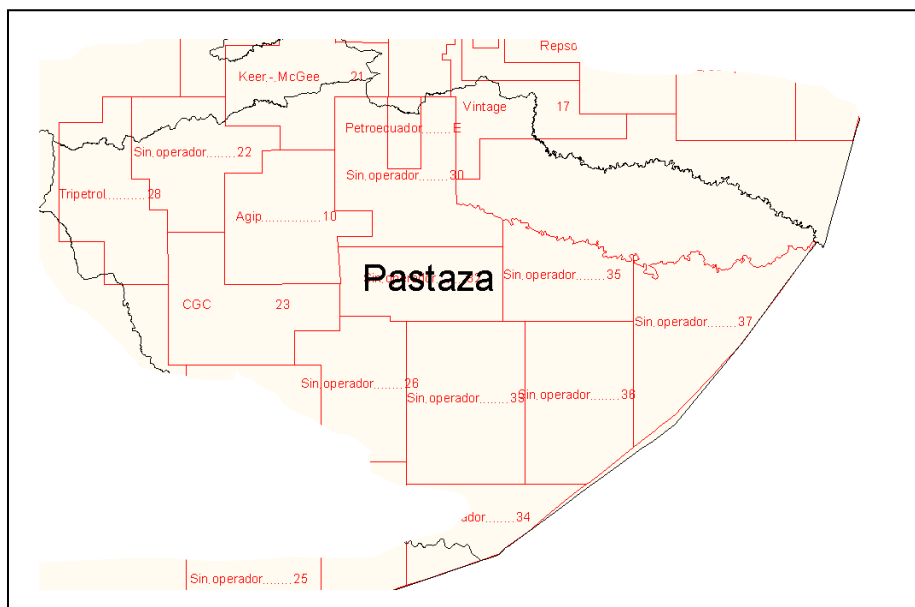 Repso
Keer.-.McGee 21
Vintage 17
Petroecuador.......E
Sin.operador........22
Sin.operador........30
Tripetrol..........28
Agip...............10
Pastaza
Sin.operador......35
CGC 23
Sin.operador........37
Sin.operador........26
Sin.operador......33
Sin.operador........36
ador.......34
Sin.operador........25